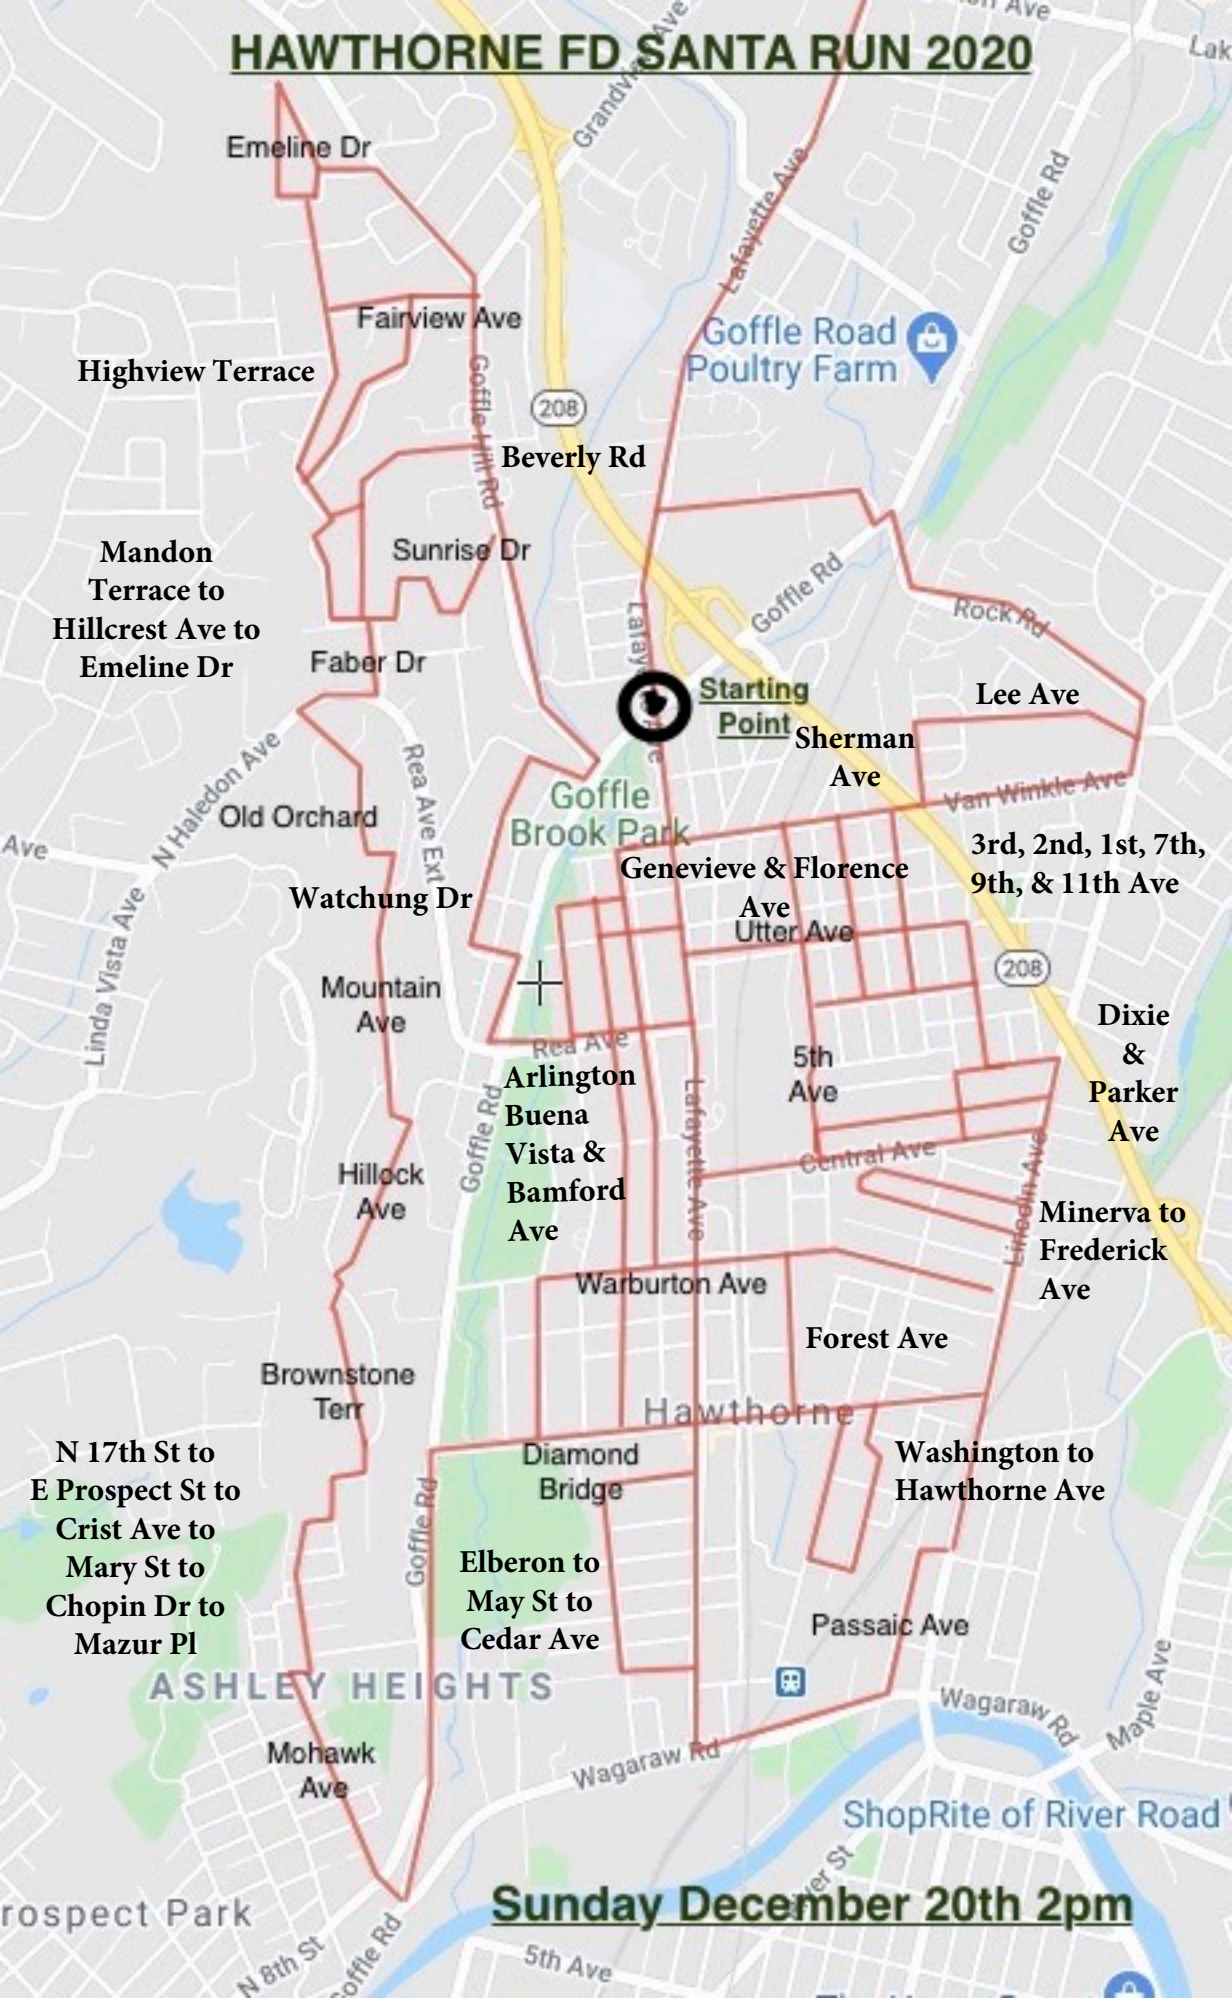 HAWTHORNE FD SANTA RUN 2020
Ave
Lak
Grandview Ave
Emeline Dr
Lafayette Ave
Goffle Rd
Fairview Ave
Goffle Road
Poultry Farm
Highview Terrace
Goffle Hill Rd
208
Beverly Rd
Mandon
Terrace to
Hillcrest Ave to
Emeline Dr
Sunrise Dr
Goffle Rd
Rock Rd
Faber Dr
Starting
Point
Lee Ave
Sherman
Ave
N Haledon Ave
Rea Ave Ext
Goffle
Brook Park
Van Winkle Ave
Old Orchard
Ave
Genevieve & Florence
Ave
3rd, 2nd, 1st, 7th,
9th, & 11th Ave
Watchung Dr
Utter Ave
Linda Vista Ave
208
Mountain
Ave
Rea Ave
Dixie
&
Parker
Ave
5th
Ave
Arlington
Buena
Vista &
Bamford
Ave
Goffle Rd
Lafayette Ave
Central Ave
Hillock
Ave
Lincoln Ave
Minerva to
Frederick
Ave
Warburton Ave
Forest Ave
Brownstone
Terr
Hawthorne
N 17th St to
E Prospect St to
Crist Ave to
Mary St to
Chopin Dr to
Mazur Pl
Diamond
Bridge
Washington to
Hawthorne Ave
Goffle Rd
Elberon to
May St to
Cedar Ave
Passaic Ave
ASHLEY HEIGHTS
Wagaraw Rd
Maple Ave
Mohawk
Ave
Wagaraw Rd
ShopRite of River Road
Sunday December 20th 2pm
rospect Park
N 8th St
offle Rd
5th Ave